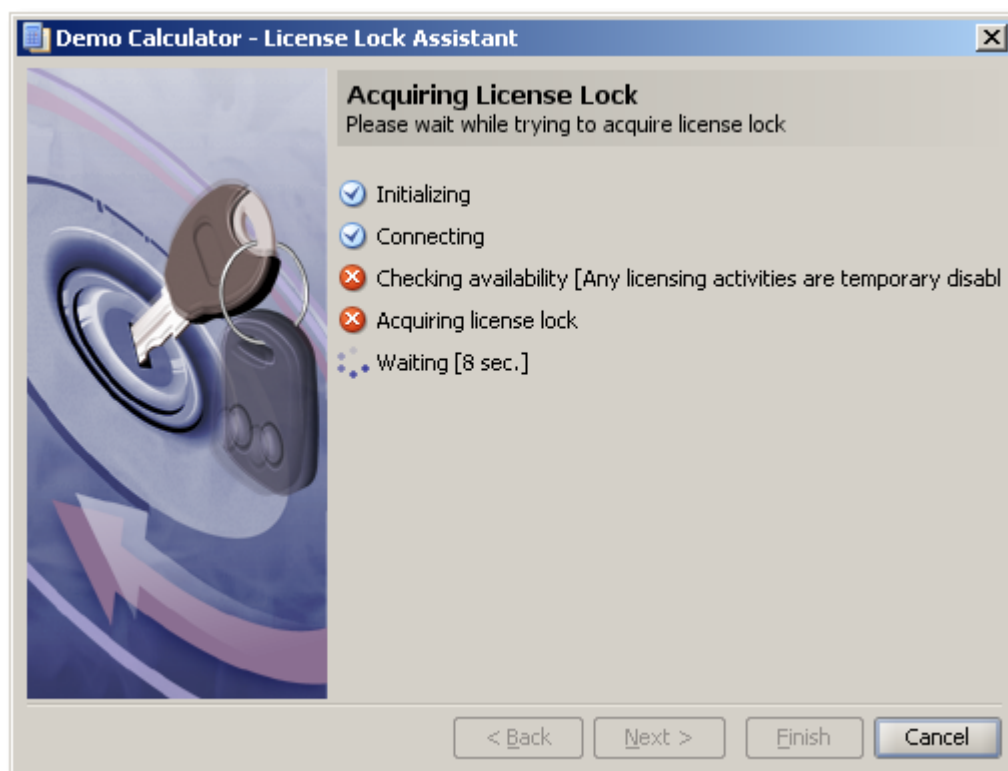 Demo Calculator - License Lock Assistant
Acquiring License Lock
Please wait while trying to acquire license lock
Initializing
Connecting
Checking availability [Any licensing activities are temporary disabl
Acquiring license lock
Waiting [8 sec.]
< Back Next > Finish Cancel